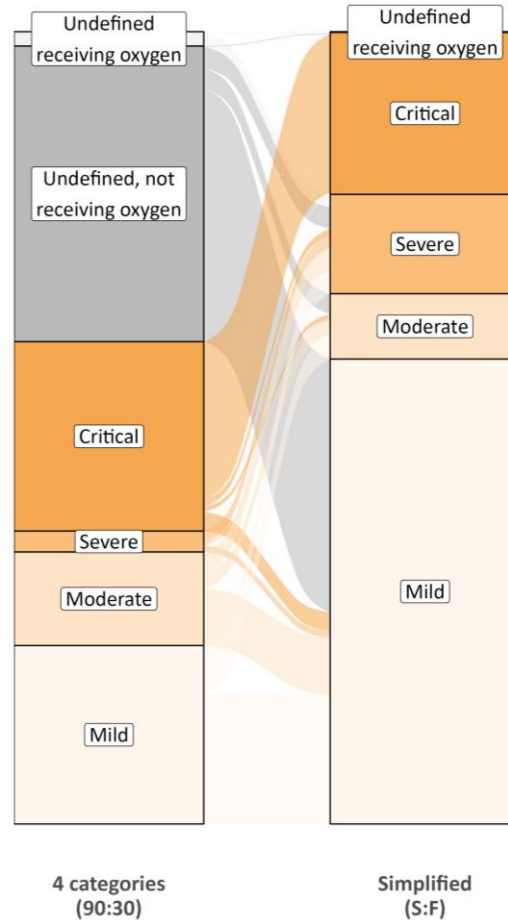 Undefined
receiving oxygen
Undefined, not
receiving oxygen
Critical
Severe
Moderate
Mild
4 categories
(90:30)
Undefined
receiving oxygen
Critical
Severe
Moderate
Mild
Simplified
(S:F)